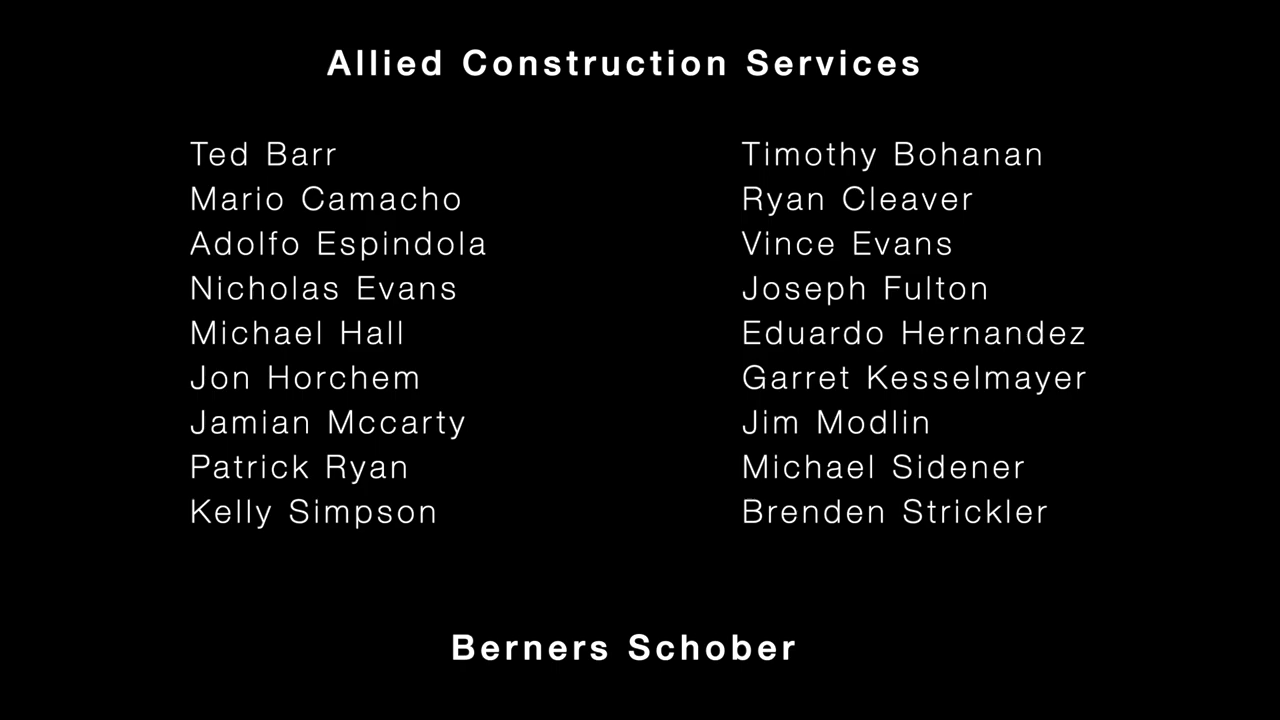 Allied Construction Services
Ted Barr
Timothy Bohanan
Mario Camacho
Ryan Cleaver
Adolfo Espindola
Vince Evans
Nicholas Evans
Joseph Fulton
Michael Hall
Eduardo Hernandez
Jon Horchem
Garret Kesselmayer
Jamian Mccarty
Jim Modlin
Patrick Ryan
Michael Sidener
Kelly Simpson
Brenden Strickler
Berners Schober